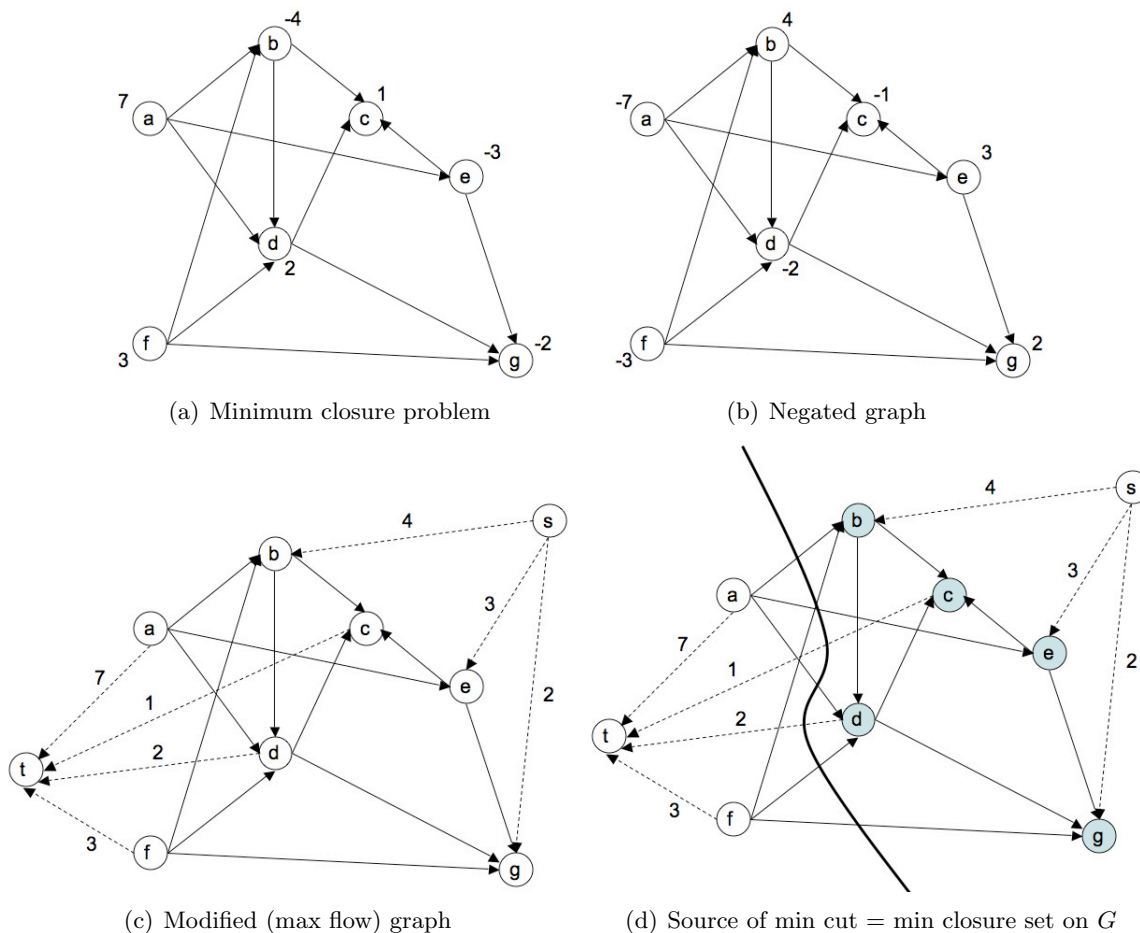 -4
4
b
b
7
1
-7
-1
a
c
a
c
-3
3
e
e
d
d
2
-2
f
-2
f
2
3
g
-3
g
(a) Minimum closure problem
(b) Negated graph
4
s
4
s
b
b
3
3
a
c
a
c
7
1
e
7
1
e
2
2
2
d
2
d
t
t
3
f
3
f
g
g
(c) Modified (max flow) graph
(d) Source of min cut = min closure set on G